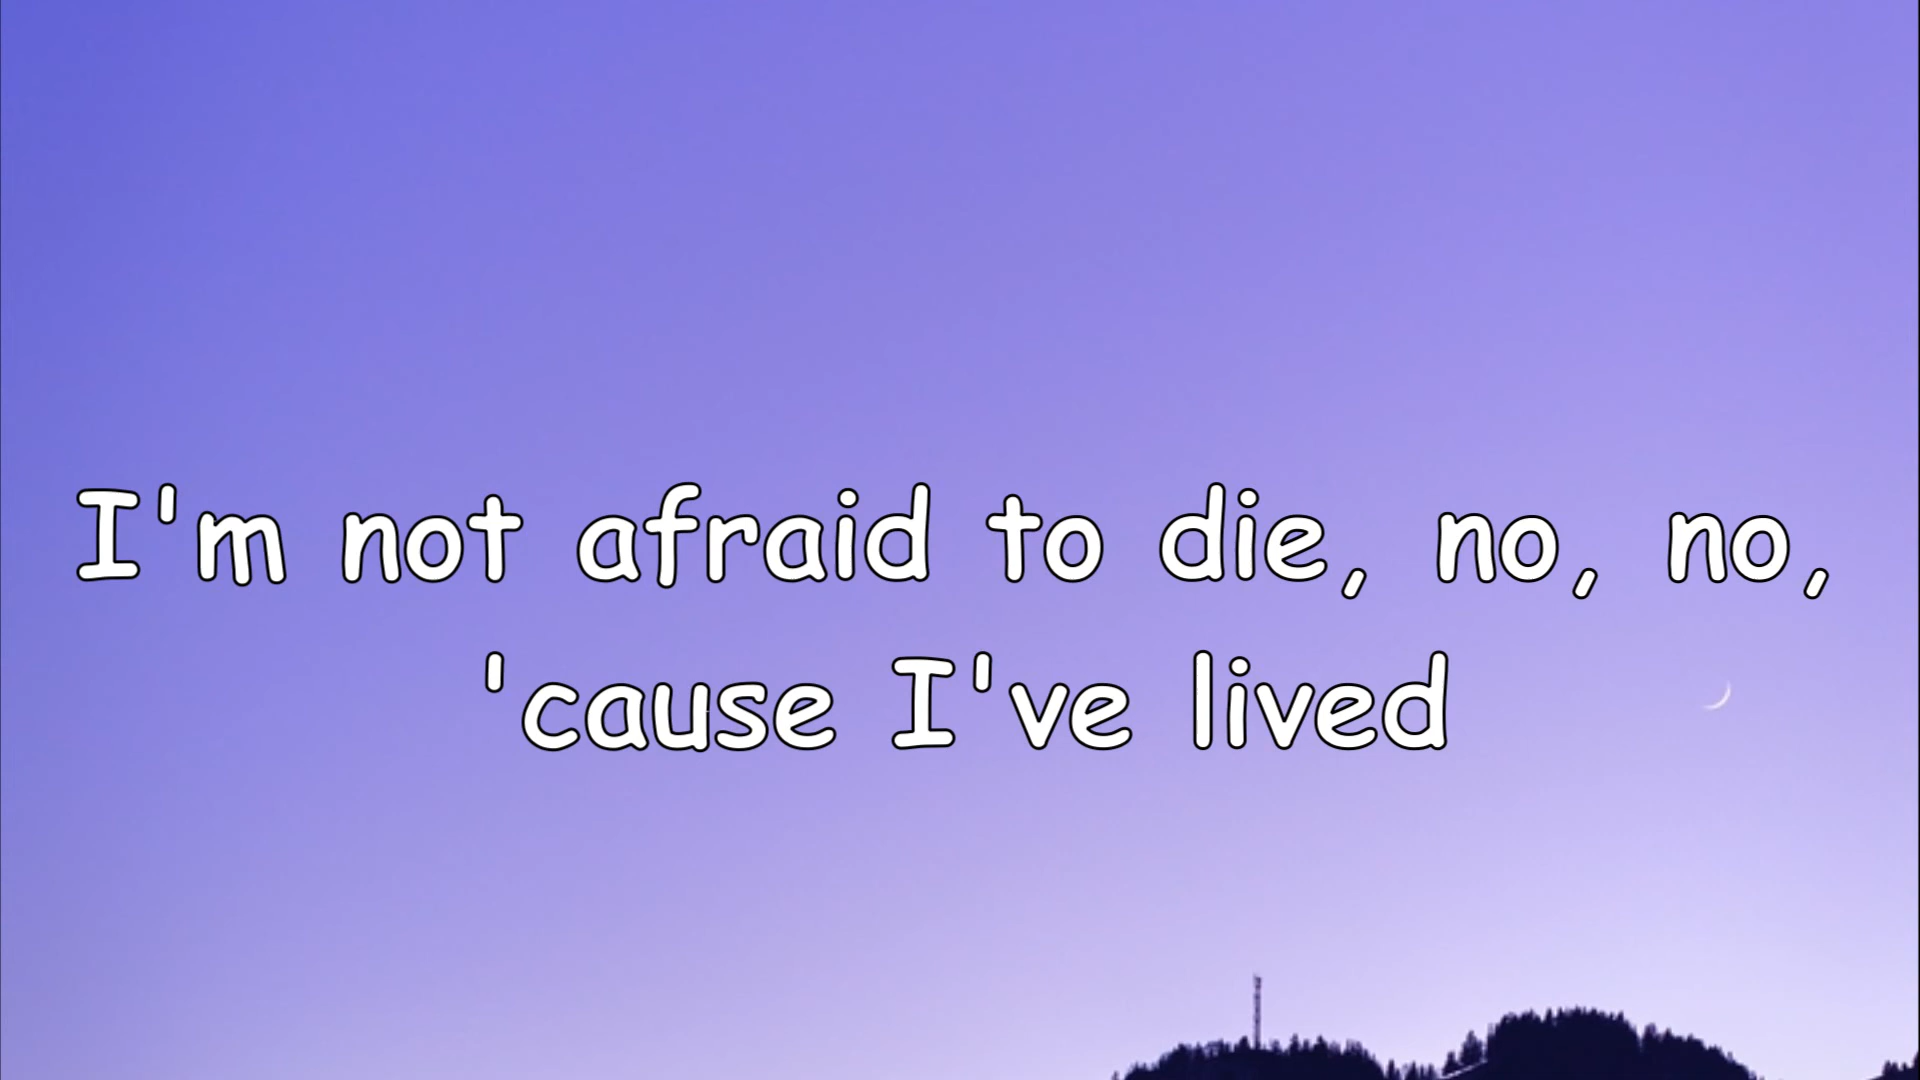 I'm not afraid to die, no, no,
'cause I've lived